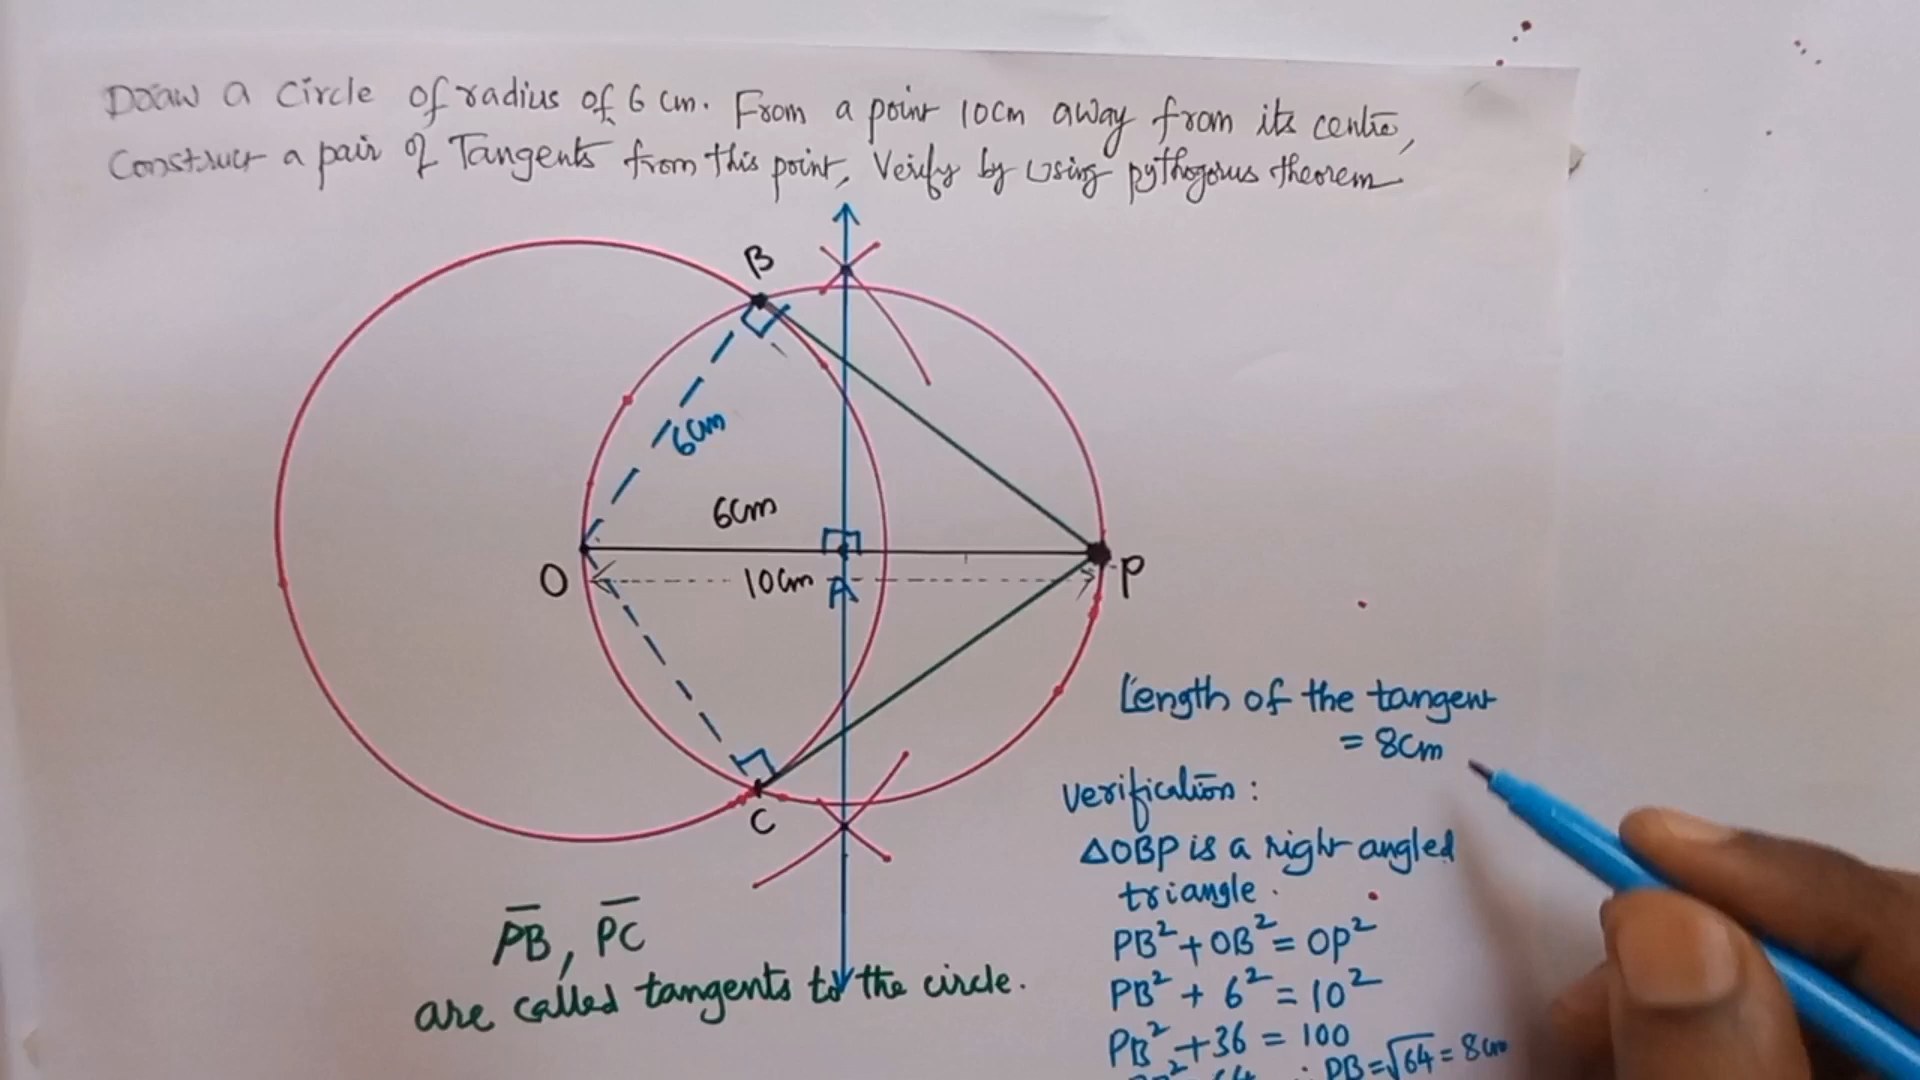 Draw a Circle of radius of 6 cm. From a point 10cm away from its centre,
Construct a pair of Tangents from this point, Verify by Using pythogorus theorem
B
6cm
6cm
O
10cm
A
P
C
Length of the tangent
= 8cm
Verification :
△OBP is a right angled
triangle.
PB² + OB² = OP²
PB² + 6² = 10²
PB² + 36 = 100
∴ PB = √64 = 8cm
PB, PC
are called tangents to the circle.